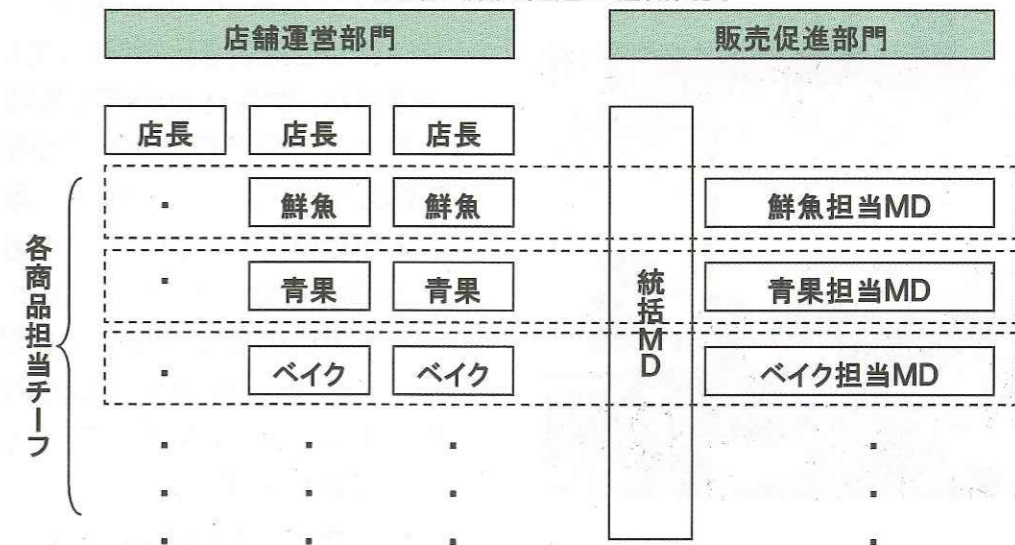 店舗運営部門 販売促進部門
店長 店長 店長
・ 鮮魚 鮮魚 鮮魚担当MD
・ 青果 青果 青果担当MD
・ ベイク ベイク ベイク担当MD
各商品担当チーフ
統括MD